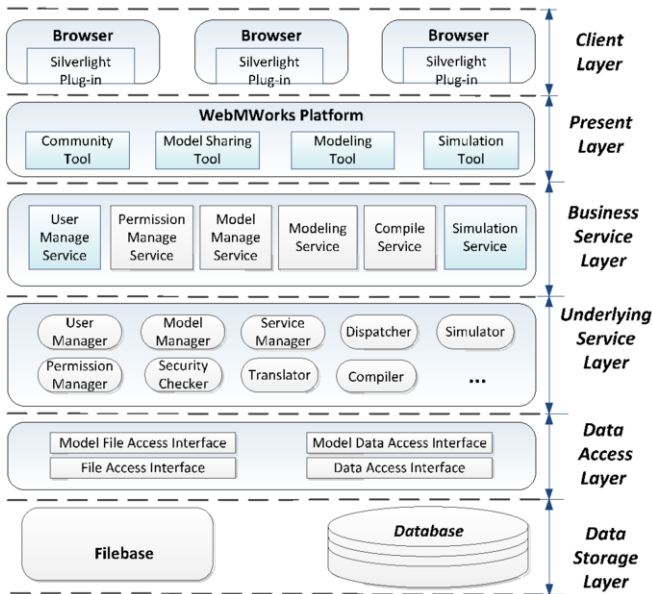 Browser
Silverlight
Plug-in
Browser
Silverlight
Plug-in
Browser
Silverlight
Plug-in
Client
Layer
WebMWorks Platform
Community
Tool
Model Sharing
Tool
Modeling
Tool
Simulation
Tool
Present
Layer
User
Manage
Service
Permission
Manage
Service
Model
Manage
Service
Modeling
Service
Compile
Service
Simulation
Service
Business
Service
Layer
User
Manager
Model
Manager
Service
Manager
Dispatcher
Simulator
Permission
Manager
Security
Checker
Translator
Compiler
...
Underlying
Service
Layer
Model File Access Interface
File Access Interface
Model Data Access Interface
Data Access Interface
Data
Access
Layer
Filebase
Database
Data
Storage
Layer